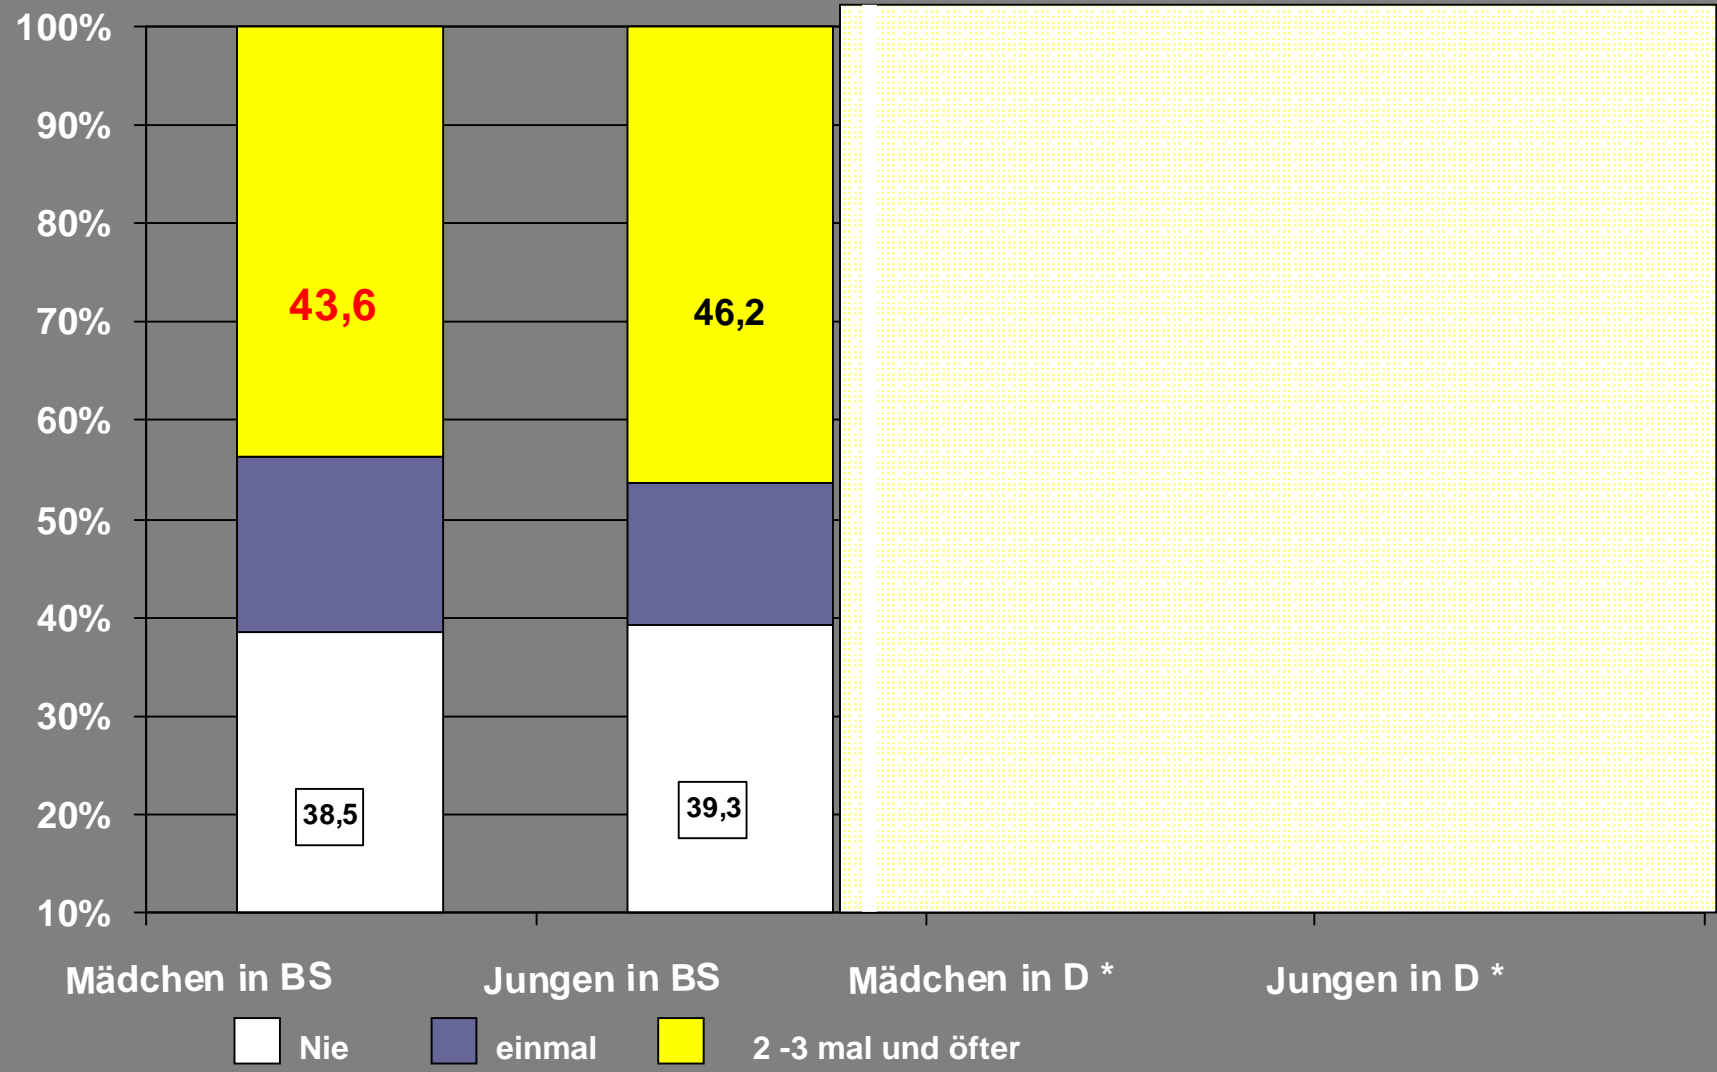 100%
90%
80%
70%
60%
50%
40%
30%
20%
10%
43,6
46,2
38,5
39,3
Mädchen in BS
Jungen in BS
Mädchen in D *
Jungen in D *
Nie
einmal
2 -3 mal und öfter